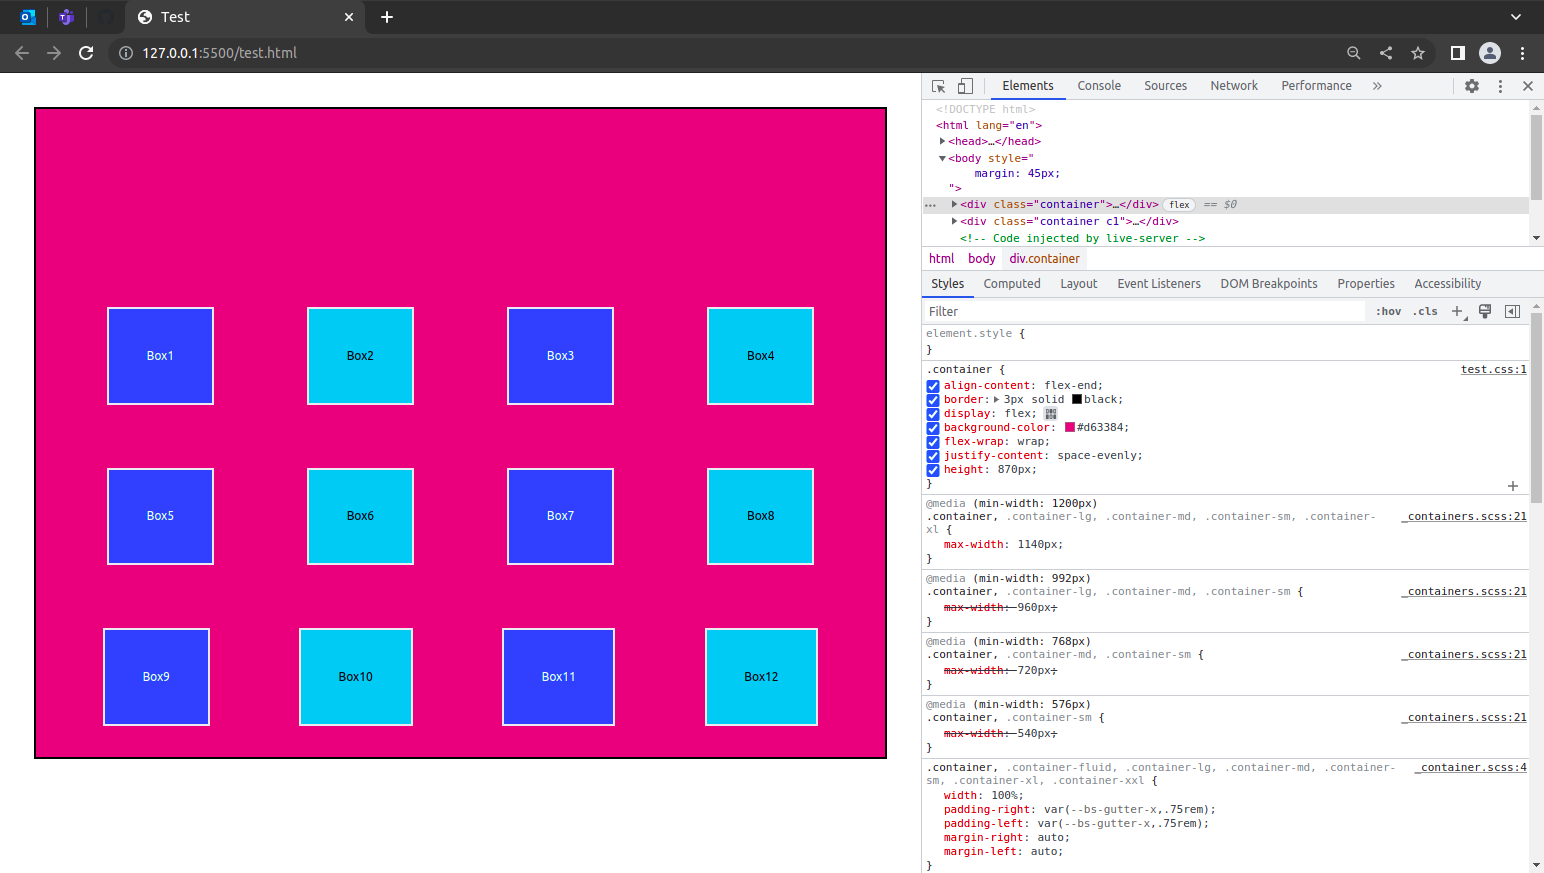 Test
127.0.0.1:5500/test.html
Box1 Box2 Box3 Box4
Box5 Box6 Box7 Box8
Box9 Box10 Box11 Box12
Elements Console Sources Network Performance
<!DOCTYPE html>
<html lang="en">
<head>…</head>
<body style="
margin: 45px;
">
<div class="container">…</div> flex == $0
<div class="container c1">…</div>
<!-- Code injected by live-server -->
html body div.container
Styles Computed Layout Event Listeners DOM Breakpoints Properties Accessibility
Filter :hov .cls
element.style {
}
.container { test.css:1
align-content: flex-end;
border: 3px solid black;
display: flex;
background-color: #d63384;
flex-wrap: wrap;
justify-content: space-evenly;
height: 870px;
}
@media (min-width: 1200px)
.container, .container-lg, .container-md, .container-sm, .container- _containers.scss:21
xl {
max-width: 1140px;
}
@media (min-width: 992px)
.container, .container-lg, .container-md, .container-sm { _containers.scss:21
max-width: 960px;
}
@media (min-width: 768px)
.container, .container-md, .container-sm { _containers.scss:21
max-width: 720px;
}
@media (min-width: 576px)
.container, .container-sm { _containers.scss:21
max-width: 540px;
}
.container, .container-fluid, .container-lg, .container-md, .container- _container.scss:4
sm, .container-xl, .container-xxl {
width: 100%;
padding-right: var(--bs-gutter-x,.75rem);
padding-left: var(--bs-gutter-x,.75rem);
margin-right: auto;
margin-left: auto;
}